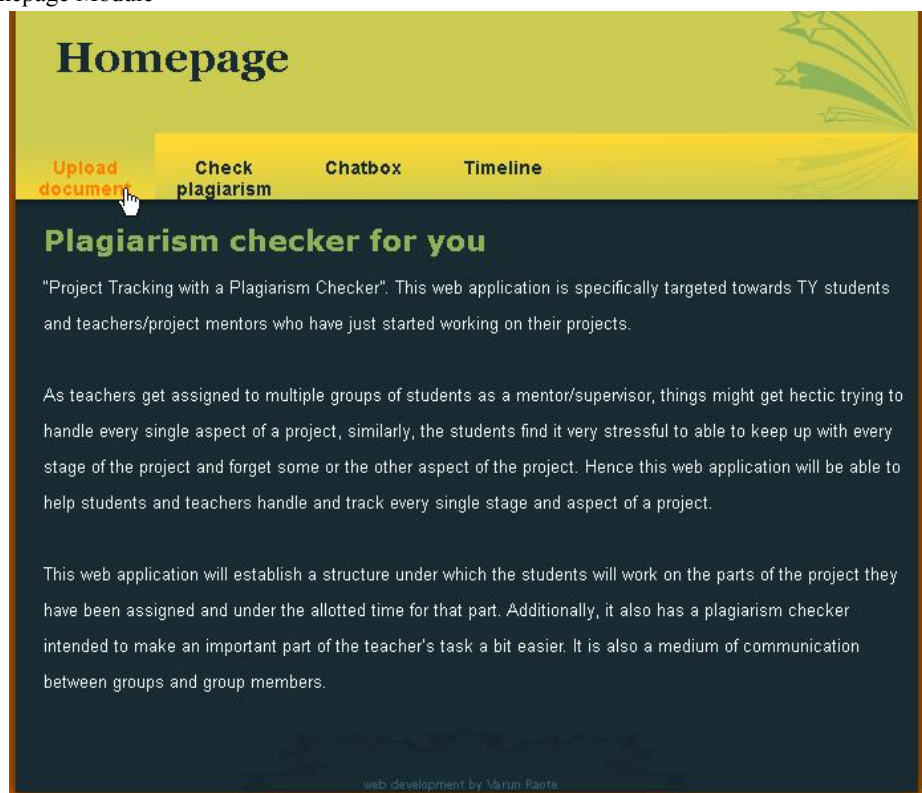 Homepage
Upload
document
Check
plagiarism
Chatbox
Timeline
Plagiarism checker for you
"Project Tracking with a Plagiarism Checker". This web application is specifically targeted towards TY students
and teachers/project mentors who have just started working on their projects.
As teachers get assigned to multiple groups of students as a mentor/supervisor, things might get hectic trying to
handle every single aspect of a project, similarly, the students find it very stressful to able to keep up with every
stage of the project and forget some or the other aspect of the project. Hence this web application will be able to
help students and teachers handle and track every single stage and aspect of a project.
This web application will establish a structure under which the students will work on the parts of the project they
have been assigned and under the allotted time for that part. Additionally, it also has a plagiarism checker
intended to make an important part of the teacher's task a bit easier. It is also a medium of communication
between groups and group members.
web development by Varun Raote